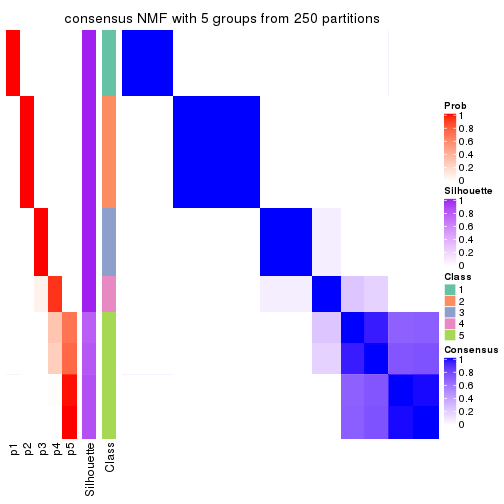 consensus NMF with 5 groups from 250 partitions
Prob
1
0.8
0.6
0.4
0.2
0
Silhouette
1
0.8
0.6
0.4
0.2
0
Class
1
2
3
4
5
Consensus
1
0.8
0.6
0.4
0.2
0
p1
p2
p3
p4
p5
Silhouette
Class